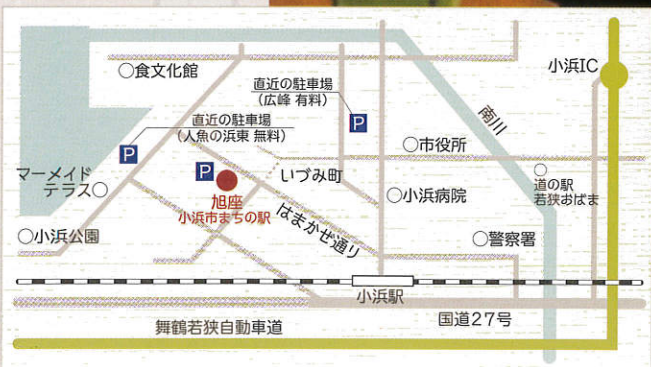 ○食文化館
直近の駐車場
(広峰 有料)
小浜IC
直近の駐車場
(人魚の浜東 無料)
P
南川
○市役所
P
マーメイド
テラス○
P
いづみ町
○
道の駅
若狭おばま
旭座
小浜市まちの駅
○小浜病院
はまかぜ通り
○小浜公園
○警察署
小浜駅
国道27号
舞鶴若狭自動車道